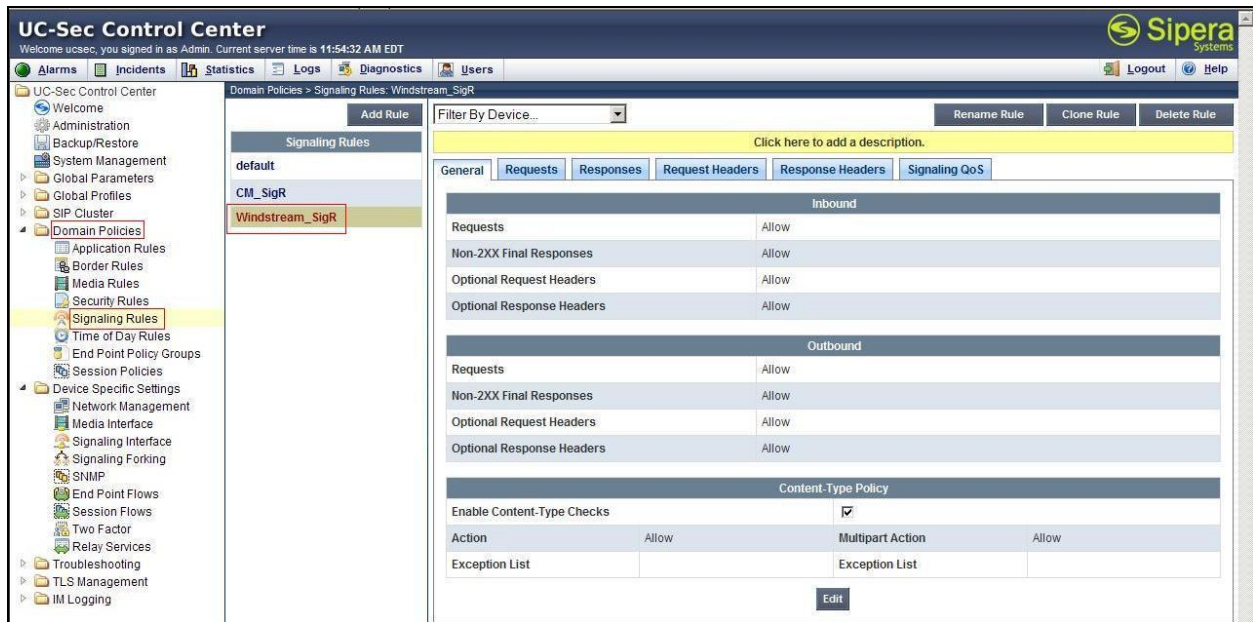 UC-Sec Control Center
Welcome ucsec, you signed in as Admin. Current server time is 11:54:32 AM EDT
Sipera
Systems
Alarms Incidents Statistics Logs Diagnostics Users Logout Help
UC-Sec Control Center
Welcome
Administration
Backup/Restore
System Management
Global Parameters
Global Profiles
SIP Cluster
Domain Policies
Application Rules
Border Rules
Media Rules
Security Rules
Signaling Rules
Time of Day Rules
End Point Policy Groups
Session Policies
Device Specific Settings
Network Management
Media Interface
Signaling Interface
Signaling Forking
SNMP
End Point Flows
Session Flows
Two Factor
Relay Services
Troubleshooting
TLS Management
IM Logging
Domain Policies > Signaling Rules: Windstream_SigR
Add Rule
Signaling Rules
default
CM_SigR
Windstream_SigR
Filter By Device...
Rename Rule Clone Rule Delete Rule
Click here to add a description.
General Requests Responses Request Headers Response Headers Signaling QoS
Inbound
Requests Allow
Non-2XX Final Responses Allow
Optional Request Headers Allow
Optional Response Headers Allow
Outbound
Requests Allow
Non-2XX Final Responses Allow
Optional Request Headers Allow
Optional Response Headers Allow
Content-Type Policy
Enable Content-Type Checks
Action Allow Multipart Action Allow
Exception List Exception List
Edit